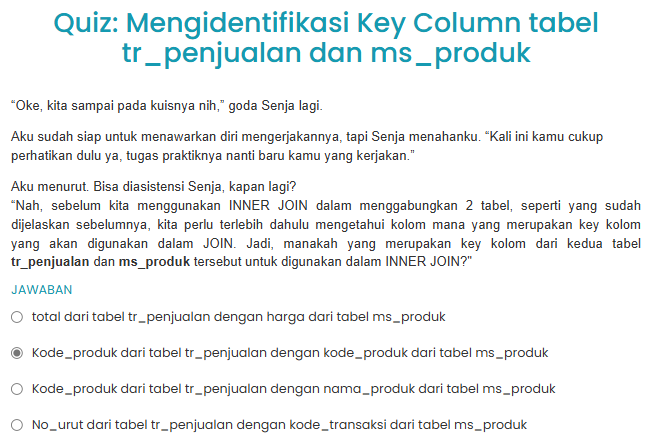 Quiz: Mengidentifikasi Key Column tabel
tr_penjualan dan ms_produk
“Oke, kita sampai pada kuisnya nih,” goda Senja lagi.
Aku sudah siap untuk menawarkan diri mengerjakannya, tapi Senja menahanku. “Kali ini kamu cukup
perhatikan dulu ya, tugas praktiknya nanti baru kamu yang kerjakan.”
Aku menurut. Bisa diasistensi Senja, kapan lagi?
“Nah, sebelum kita menggunakan INNER JOIN dalam menggabungkan 2 tabel, seperti yang sudah
dijelaskan sebelumnya, kita perlu terlebih dahulu mengetahui kolom mana yang merupakan key kolom
yang akan digunakan dalam JOIN. Jadi, manakah yang merupakan key kolom dari kedua tabel
tr_penjualan dan ms_produk tersebut untuk digunakan dalam INNER JOIN?"
JAWABAN
total dari tabel tr_penjualan dengan harga dari tabel ms_produk
Kode_produk dari tabel tr_penjualan dengan kode_produk dari tabel ms_produk
Kode_produk dari tabel tr_penjualan dengan nama_produk dari tabel ms_produk
No_urut dari tabel tr_penjualan dengan kode_transaksi dari tabel ms_produk